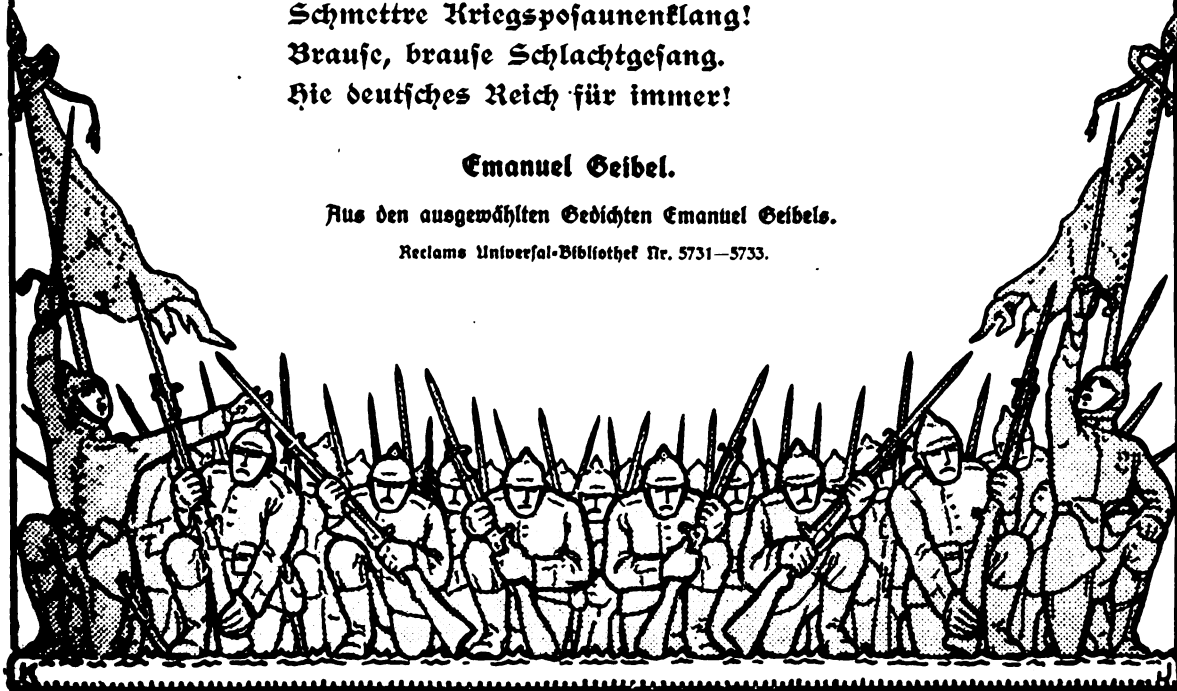 Schmettre Kriegsposaunenklang!
Brause, brause Schlachtgesang.
Hie deutsches Reich für immer!
Emanuel Geibel.
Aus den ausgewählten Gedichten Emanuel Geibels.
Reclams Universal-Bibliothek Nr. 5731—5733.
K J